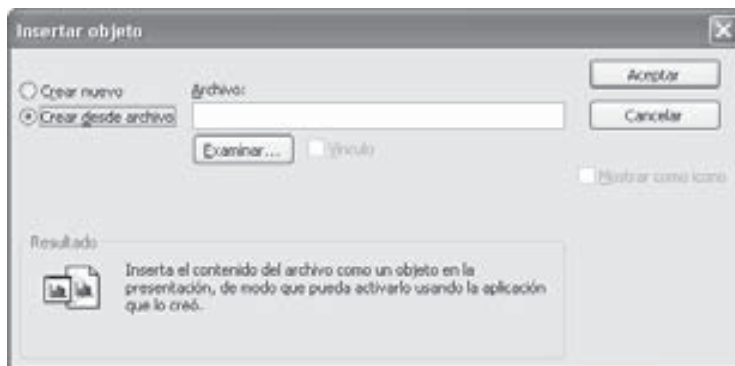 Insertar objeto
Crear nuevo
Crear desde archivo
Archivo:
Examinar...
Vínculo
Aceptar
Cancelar
Mostrar como icono
Resultado
Inserta el contenido del archivo como un objeto en la
presentación, de modo que pueda activarlo usando la aplicación
que lo creó.